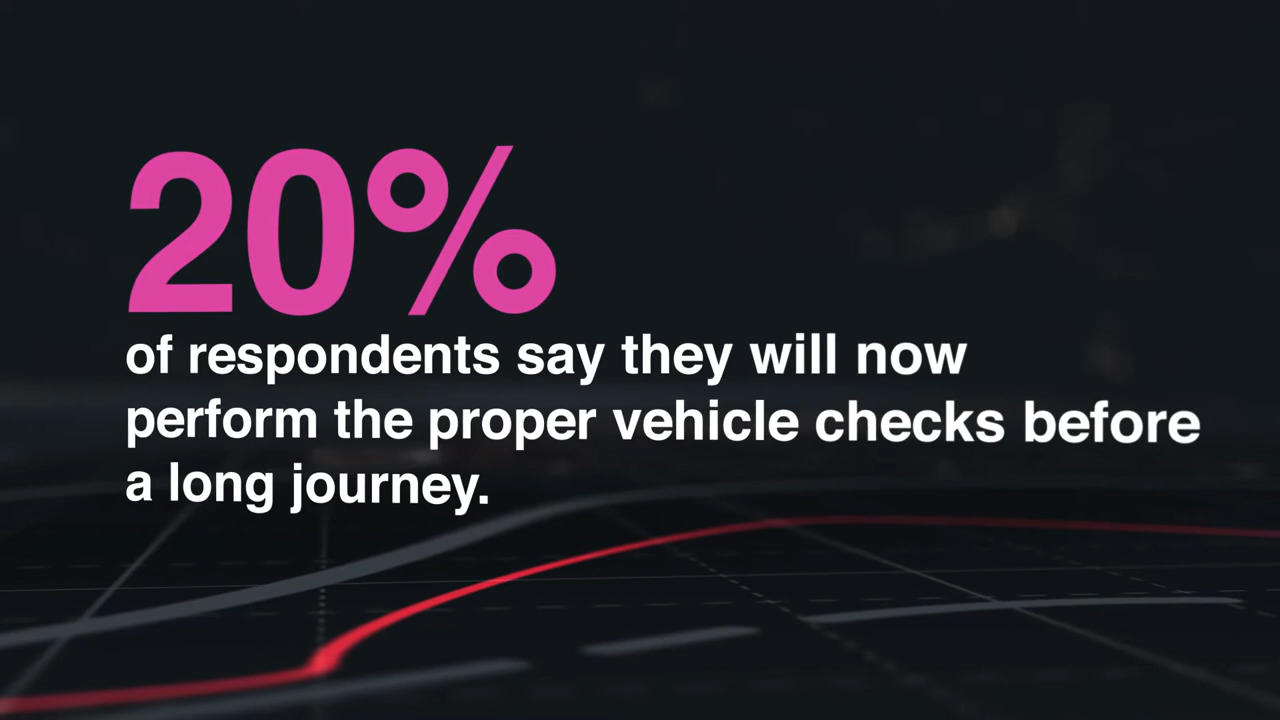 20%
of respondents say they will now
perform the proper vehicle checks before
a long journey.